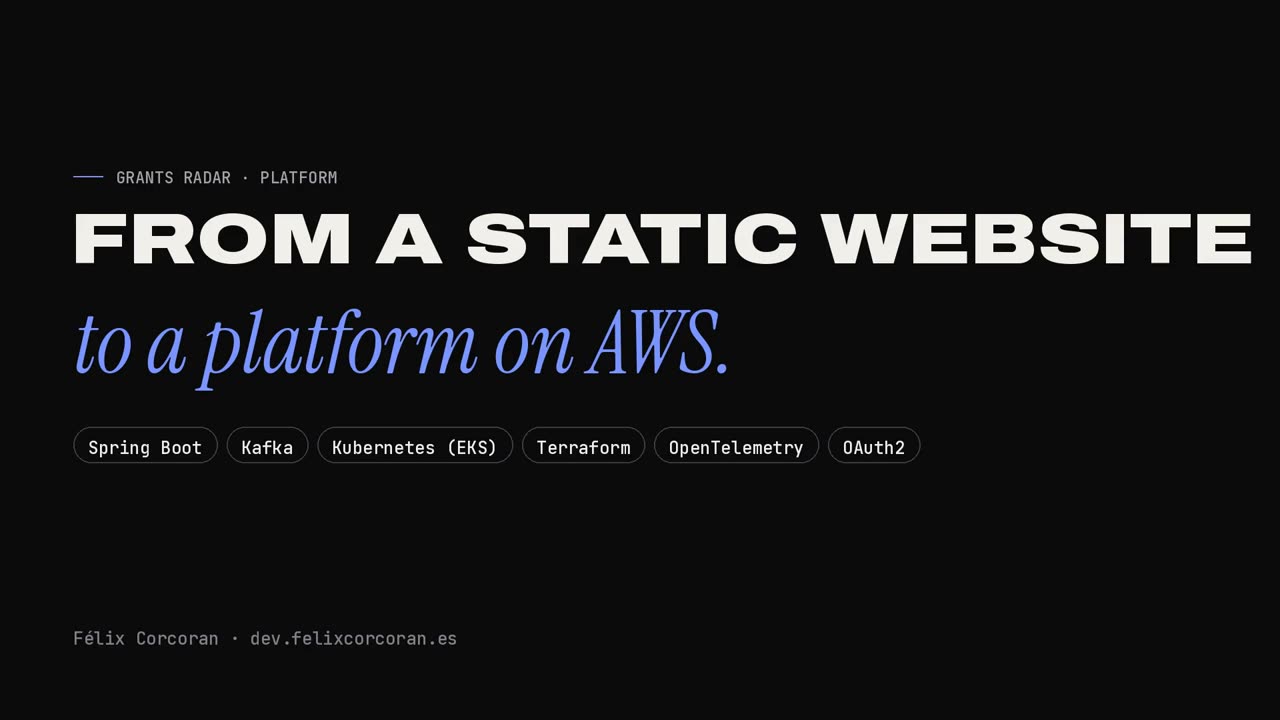 GRANTS RADAR · PLATFORM
FROM A STATIC WEBSITE
to a platform on AWS.
Spring Boot Kafka Kubernetes (EKS) Terraform OpenTelemetry OAuth2
Félix Corcoran · dev.felixcorcoran.es